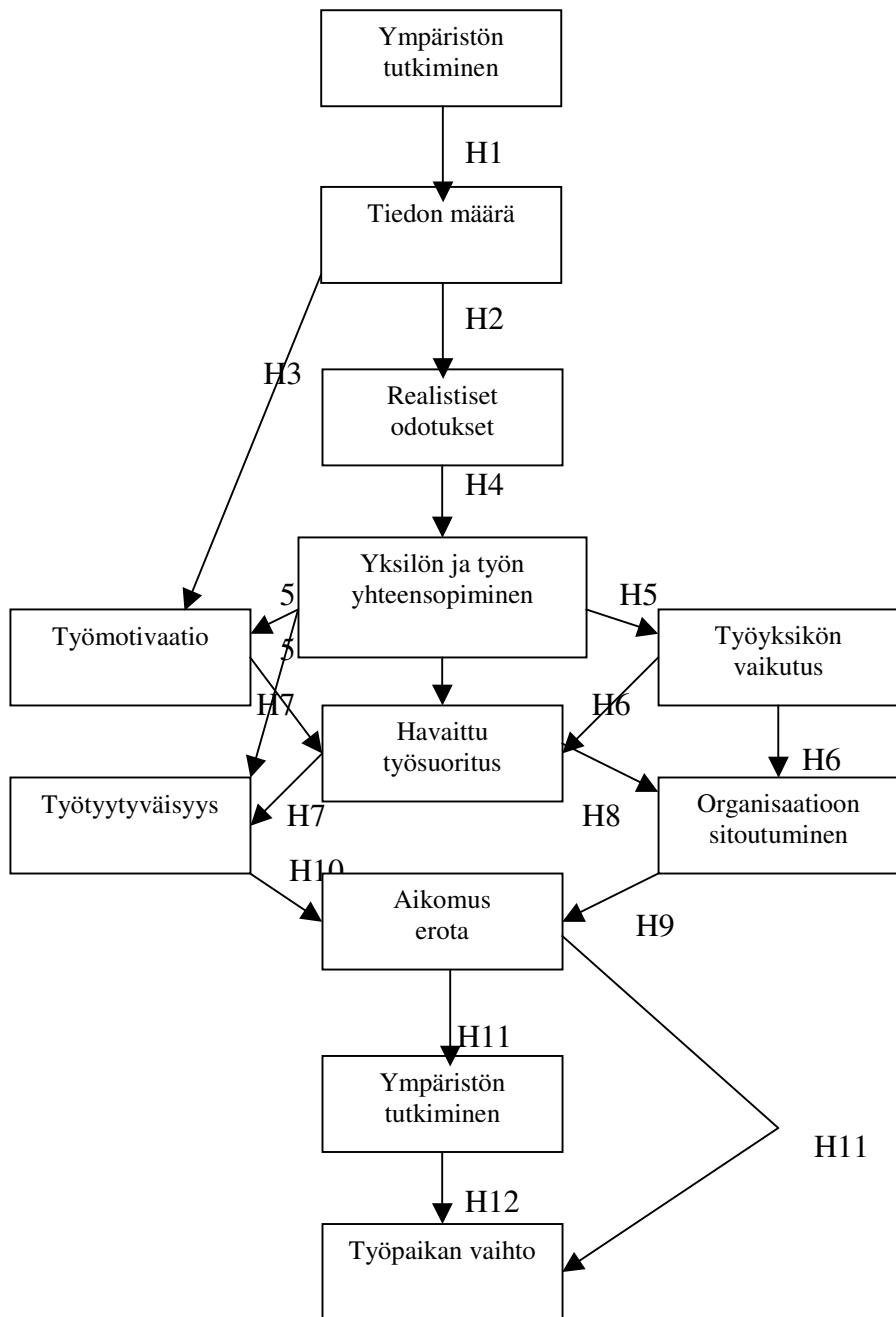 Ympäristön
tutkiminen
H1
Tiedon määrä
H2
H3
Realistiset
odotukset
H4
Yksilön ja työn
yhteensopiminen
5
H5
Työmotivaatio
Työyksikön
vaikutus
5
H7
H6
Havaittu
työsuoritus
H6
Työtyytyväisyys
H7
H8
Organisaatioon
sitoutuminen
H10
Aikomus
erota
H9
H11
Ympäristön
tutkiminen
H11
H12
Työpaikan vaihto